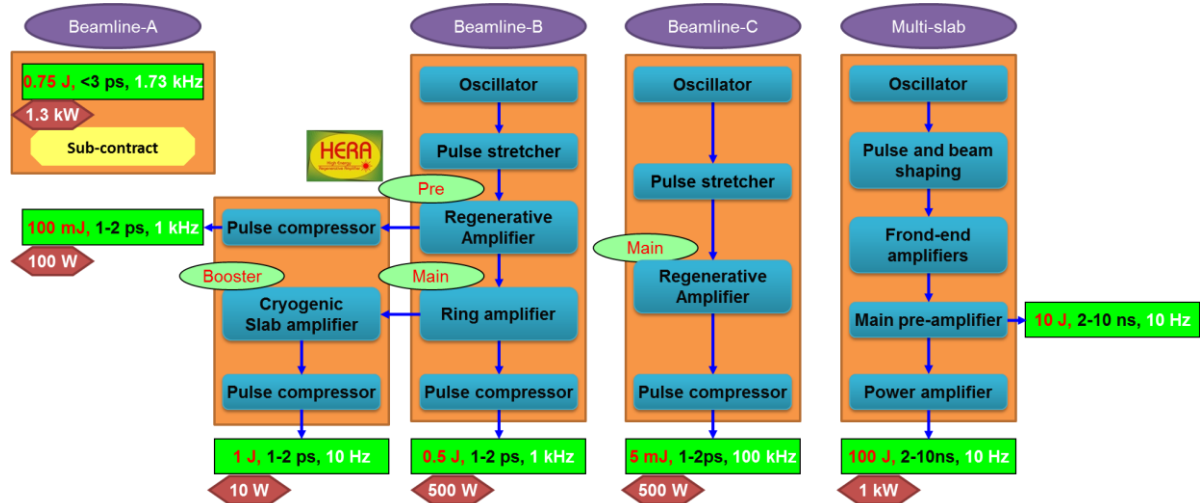 Beamline-A
0.75 J, <3 ps, 1.73 kHz
1.3 kW
Sub-contract
HERA
High Energy
Regenerative Amplifier
100 mJ, 1-2 ps, 1 kHz
100 W
Pulse compressor
Booster
Cryogenic
Slab amplifier
Pulse compressor
1 J, 1-2 ps, 10 Hz
10 W
Beamline-B
Oscillator
Pulse stretcher
Pre
Regenerative
Amplifier
Main
Ring amplifier
Pulse compressor
0.5 J, 1-2 ps, 1 kHz
500 W
Beamline-C
Oscillator
Pulse stretcher
Main
Regenerative
Amplifier
Pulse compressor
5 mJ, 1-2ps, 100 kHz
500 W
Multi-slab
Oscillator
Pulse and beam
shaping
Frond-end
amplifiers
Main pre-amplifier
10 J, 2-10 ns, 10 Hz
Power amplifier
100 J, 2-10ns, 10 Hz
1 kW